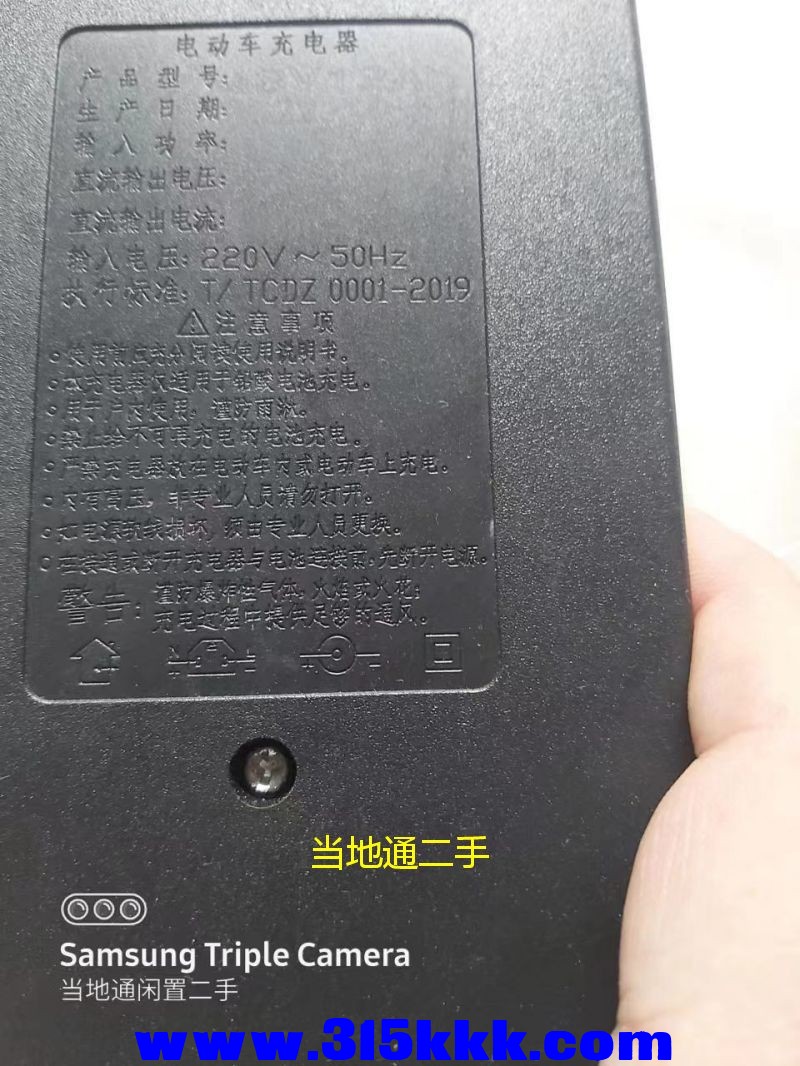 电动车充电器
产品型号:
生产日期:
输入功率:
直流输出电压:
直流输出电流:
输入电压: 220V～50Hz
执行标准: T/TCDZ 0001-2019
注意事项
使用前应充分阅读使用说明书。
本充电器仅适用于铅酸电池充电。
用于户内使用，谨防雨淋。
禁止给不可再充电的电池充电。
严禁充电器放在电动车内或电动车上充电。
内有高压，非专业人员请勿打开。
如电源软线损坏，须由专业人员更换。
在接通或断开充电器与电池连接前，先断开电源。
警告: 谨防爆炸性气体，火焰或火花;
充电过程中提供足够的通风。
当地通二手
Samsung Triple Camera
当地通闲置二手
www.315kkk.com